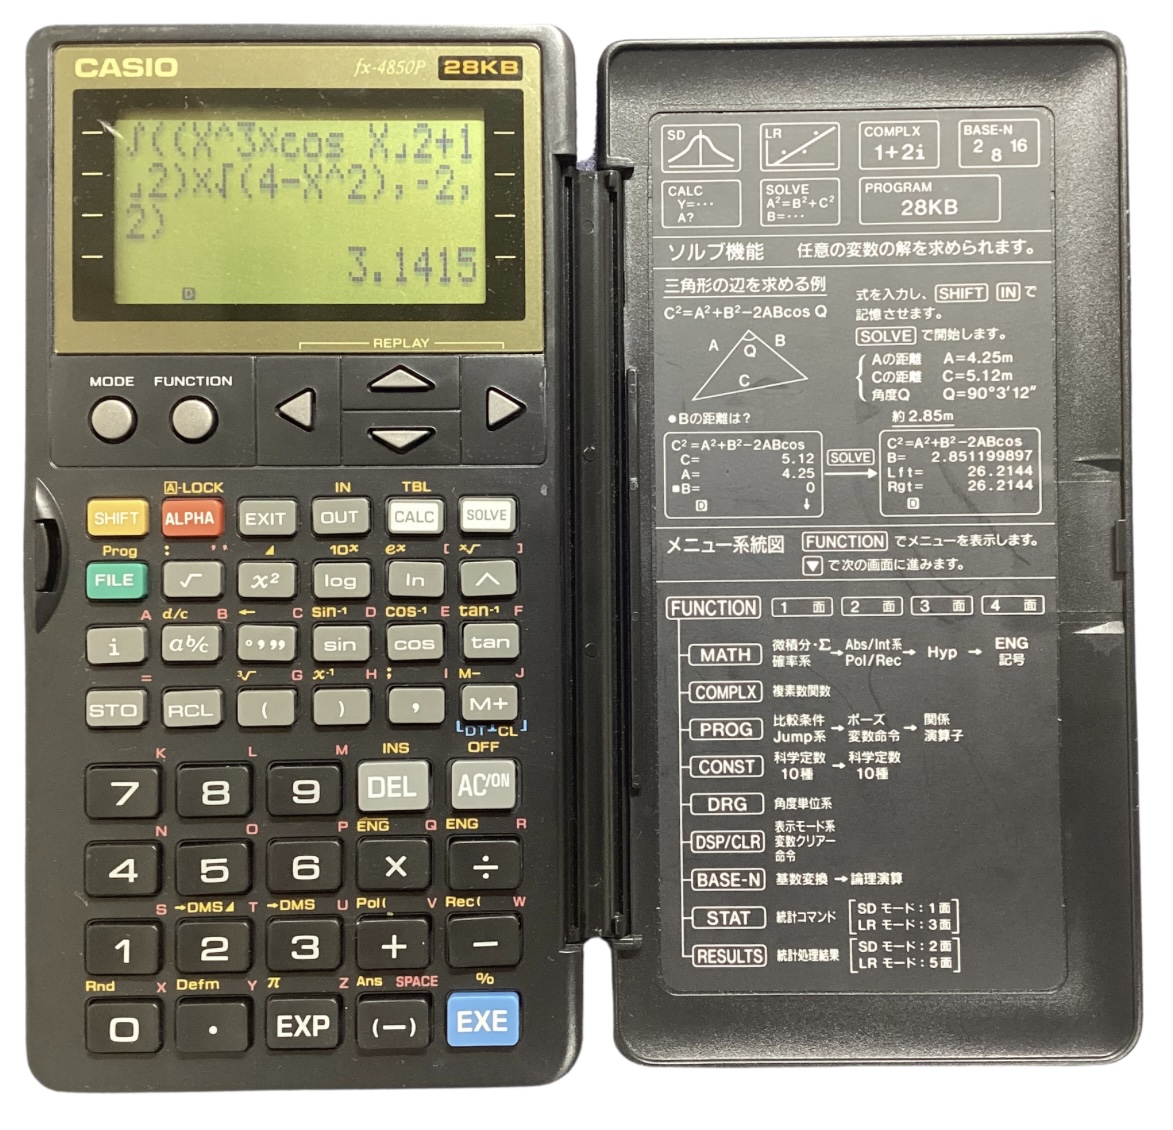 CASIO fx-4850P 28KB
∫((X^3×cos X⌟2+1
⌟2)×√(4-X^2),-2,
2)
3.1415
D
REPLAY
MODE FUNCTION
A-LOCK IN TBL
SHIFT ALPHA EXIT OUT CALC SOLVE
Prog : " ◢ 10ˣ eˣ [ ˣ√ ]
FILE √ x² log ln ^
A d/c B ← C sin⁻¹ D cos⁻¹ E tan⁻¹ F
i ab/c °,,, sin cos tan
= ³√ G x⁻¹ H ; I M- J
STO RCL ( ) , M+
DT CL
K L M INS OFF
7 8 9 DEL AC/ON
N O P ENG Q ENG R
4 5 6 × ÷
S →DMS◢ T →DMS U Pol( V Rec( W
1 2 3 + −
Rnd X Defm Y π Z Ans SPACE %
0 . EXP (−) EXE
SD
LR
COMPLX
1+2i
BASE-N
2 8 16
CALC
Y=···
A?
SOLVE
A²=B²+C²
B=···
PROGRAM
28KB
ソルブ機能 任意の変数の解を求められます。
三角形の辺を求める例
C²=A²+B²−2ABcos Q
A Q B
C
式を入力し、SHIFT INで
記憶させます。
SOLVE で開始します。
Aの距離 A=4.25m
Cの距離 C=5.12m
角度Q Q=90°3′12″
●Bの距離は？ 約 2.85m
C²=A²+B²−2ABcos
C= 5.12
A= 4.25
■B= 0
D ↓
SOLVE
C²=A²+B²−2ABcos
B= 2.851199897
Lft= 26.2144
Rgt= 26.2144
D
メニュー系統図 FUNCTION でメニューを表示します。
▼ で次の画面に進みます。
FUNCTION 1 面 2 面 3 面 4 面
MATH 微積分・Σ 確率系 → Abs/Int系 Pol/Rec → Hyp → ENG 記号
COMPLX 複素数関数
PROG 比較条件 Jump系 → ポーズ 変数命令 → 関係 演算子
CONST 科学定数 10種 → 科学定数 10種
DRG 角度単位系
DSP/CLR 表示モード系 変数クリアー 命令
BASE-N 基数変換 → 論理演算
STAT 統計コマンド SD モード：1面 LR モード：3面
RESULTS 統計処理結果 SD モード：2面 LR モード：5面